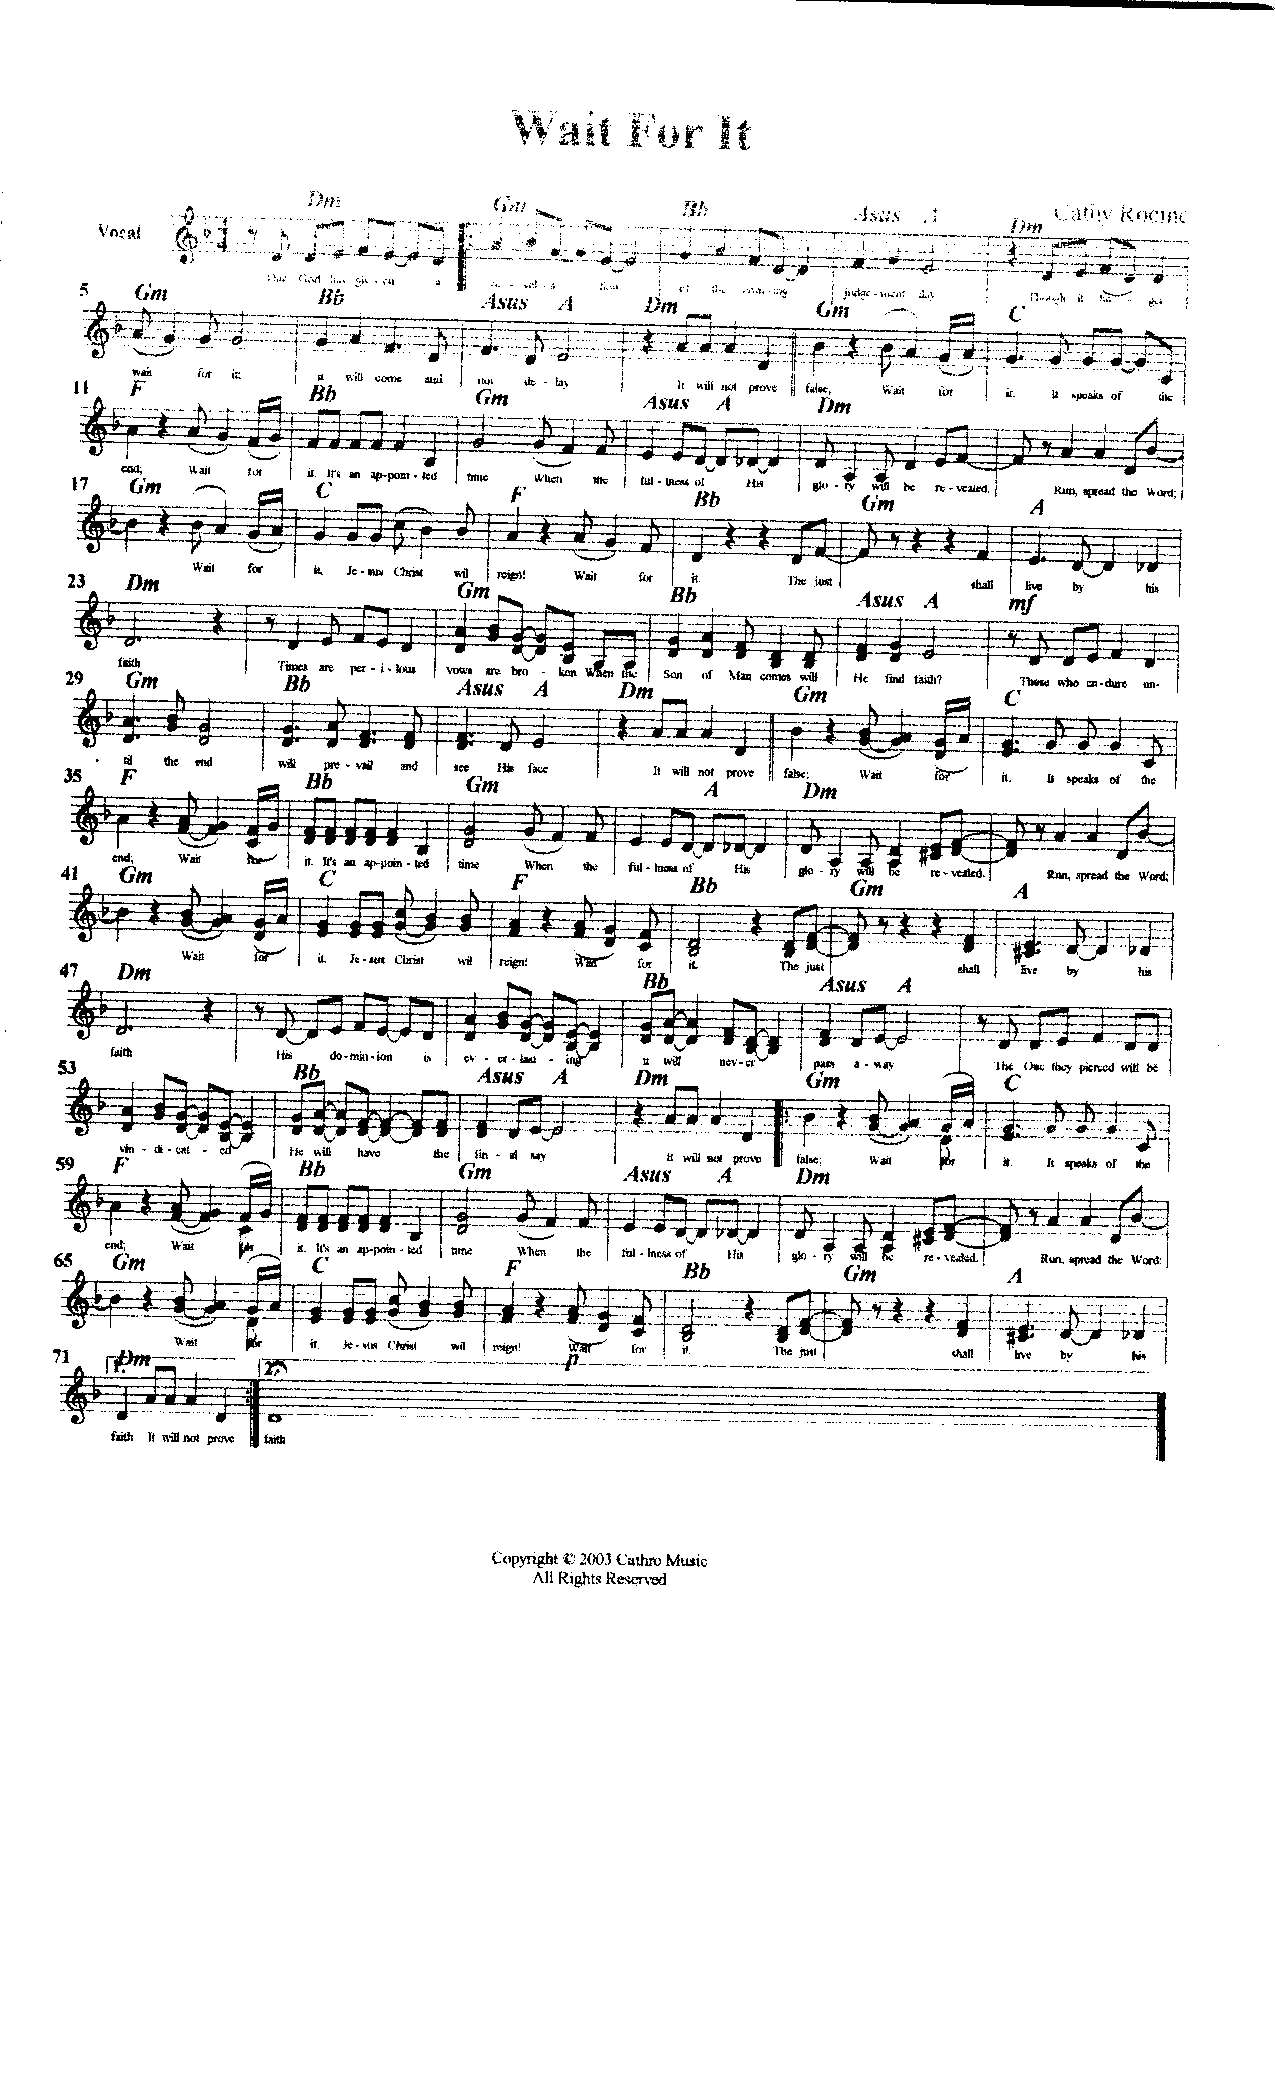 Wait For It
Dm Gm Bb Asus A Dm Cathy
Vocal
God a of the judge-ment day Though it
5 Gm Bb Asus A Dm Gm C
wait for it; it will come and not de-lay It will not prove false; Wait for it. It speaks of the
11 F Bb Gm Asus A Dm
end; Wait for it. It's an ap-poin-ted time When the ful-ness of His glo-ry will be re-vealed. Run, spread the Word;
17 Gm C F Bb Gm A
Wait for it. Je-sus Christ wil reign! Wait for it. The just shall live by his
23 Dm Gm Bb Asus A mf
faith Times are per-i-lous vows are bro-ken When the Son of Man comes will He find faith? Those who en-dure un-
29 Gm Bb Asus A Dm Gm C
til the end will pre-vail and see His face It will not prove false; Wait for it. It speaks of the
35 F Bb Gm A Dm
end; Wait for it. It's an ap-poin-ted time When the ful-ness of His glo-ry will be re-vealed. Run, spread the Word;
41 Gm C F Bb Gm A
Wait for it. Je-sus Christ wil reign! Wait for it. The just shall live by his
47 Dm Bb Asus A
faith His do-min-ion is ev-er-last-ing it will nev-er pass a-way The One they pierced will be
53 Bb Asus A Dm Gm C
vin-di-cat-ed He will have the fin-al say It will not prove false; Wait for it. It speaks of the
59 F Bb Gm Asus A Dm
end; Wait for it. It's an ap-poin-ted time When the ful-ness of His glo-ry will be re-vealed. Run, spread the Word;
65 Gm C F Bb Gm A
Wait for it. Je-sus Christ wil reign! Wait for it. The just shall live by his
71 1. Dm 2. p
faith It will not prove faith
Copyright © 2003 Cathro Music
All Rights Reserved